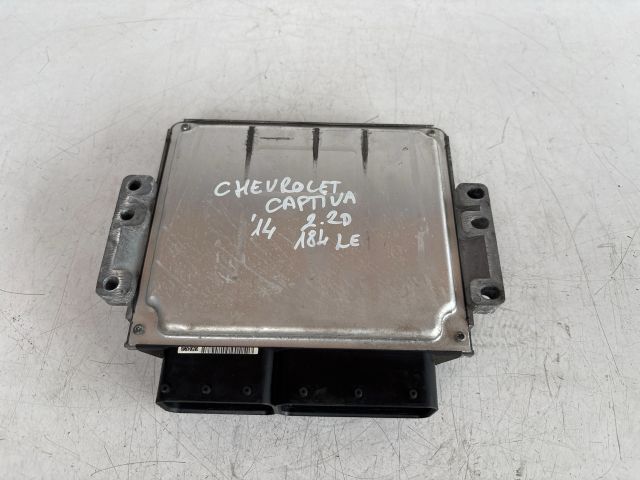 CHEVROLET
CAPTIVA
'14 2.2D
184 LE